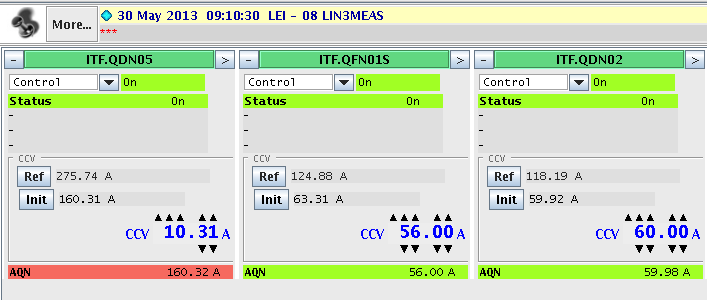 More... 30 May 2013 09:10:30 LEI - 08 LIN3MEAS
***
- ITF.QDN05 > - ITF.QFN01S > - ITF.QDN02 >
Control On Control On Control On
Status On Status On Status On
- - -
- - -
- - -
CCV CCV CCV
Ref 275.74 A Ref 124.88 A Ref 118.19 A
Init 160.31 A Init 63.31 A Init 59.92 A
CCV 10.31 A CCV 56.00 A CCV 60.00 A
AQN 160.32 A AQN 56.00 A AQN 59.98 A